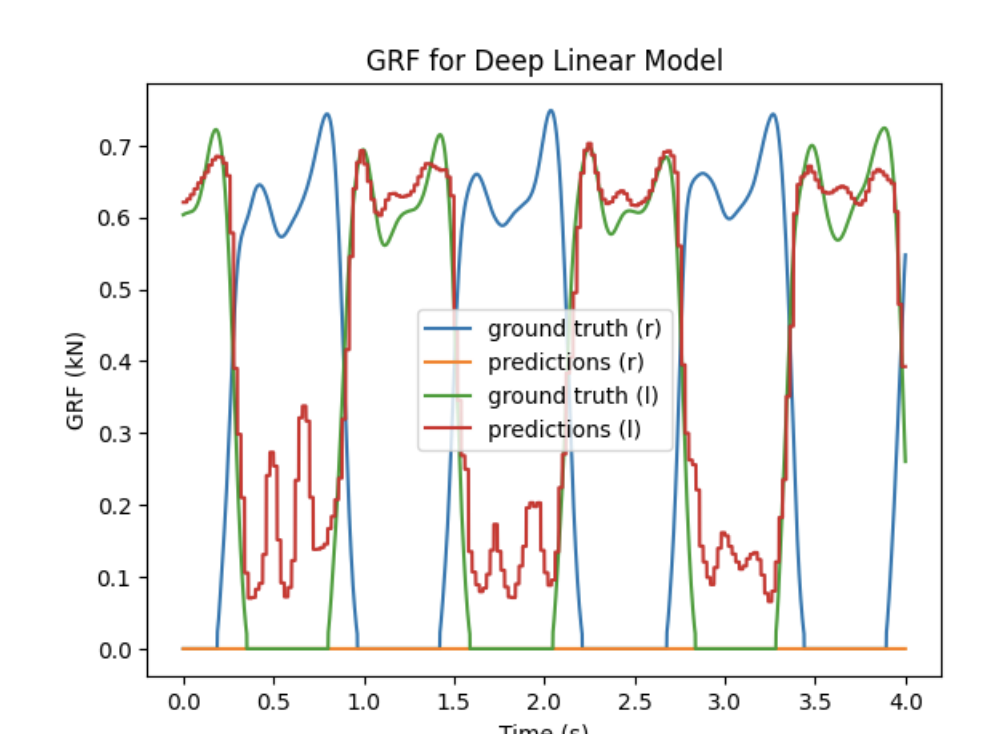 GRF for Deep Linear Model
GRF (kN)
0.7
0.6
0.5
0.4
0.3
0.2
0.1
0.0
ground truth (r)
predictions (r)
ground truth (l)
predictions (l)
0.0 0.5 1.0 1.5 2.0 2.5 3.0 3.5 4.0
Time (s)